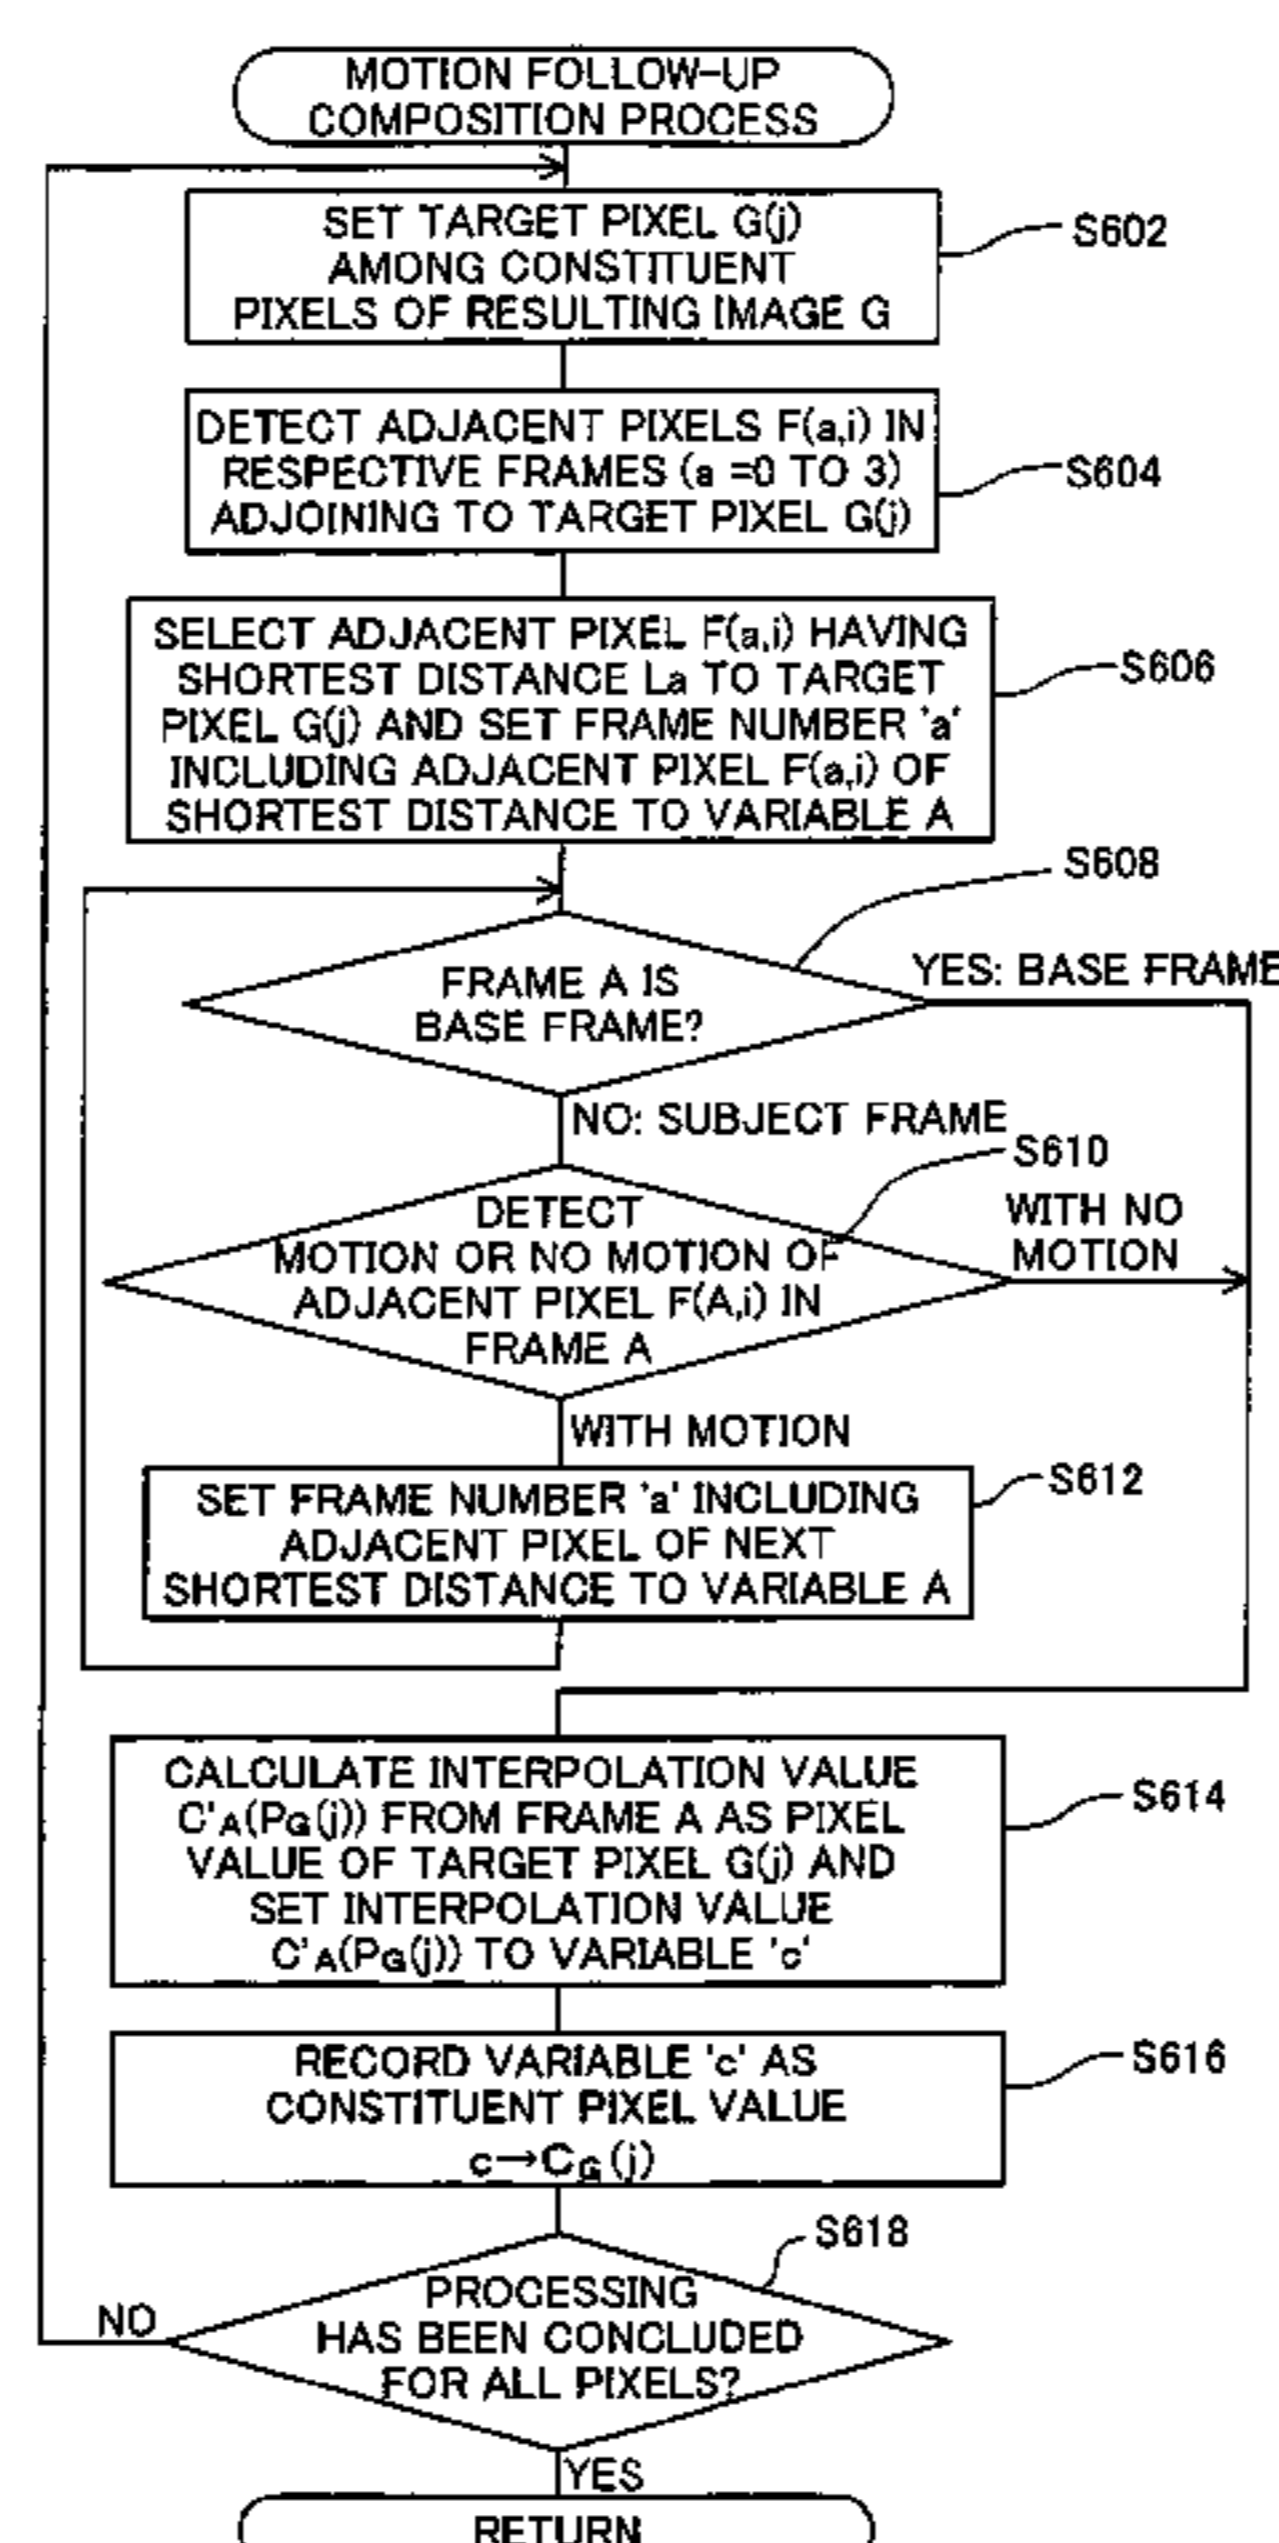 MOTION FOLLOW-UP
COMPOSITION PROCESS
SET TARGET PIXEL G(j)
AMONG CONSTITUENT
PIXELS OF RESULTING IMAGE G
S602
DETECT ADJACENT PIXELS F(a,i) IN
RESPECTIVE FRAMES (a =0 TO 3)
ADJOINING TO TARGET PIXEL G(j)
S604
SELECT ADJACENT PIXEL F(a,i) HAVING
SHORTEST DISTANCE La TO TARGET
PIXEL G(j) AND SET FRAME NUMBER 'a'
INCLUDING ADJACENT PIXEL F(a,i) OF
SHORTEST DISTANCE TO VARIABLE A
S606
S608
FRAME A IS
BASE FRAME?
YES: BASE FRAME
NO: SUBJECT FRAME
S610
DETECT
MOTION OR NO MOTION OF
ADJACENT PIXEL F(A,i) IN
FRAME A
WITH NO
MOTION
WITH MOTION
SET FRAME NUMBER 'a' INCLUDING
ADJACENT PIXEL OF NEXT
SHORTEST DISTANCE TO VARIABLE A
S612
CALCULATE INTERPOLATION VALUE
C'A(PG(j)) FROM FRAME A AS PIXEL
VALUE OF TARGET PIXEL G(j) AND
SET INTERPOLATION VALUE
C'A(PG(j)) TO VARIABLE 'c'
S614
RECORD VARIABLE 'c' AS
CONSTITUENT PIXEL VALUE
c→CG (j)
S616
S618
PROCESSING
HAS BEEN CONCLUDED
FOR ALL PIXELS?
NO
YES
RETURN